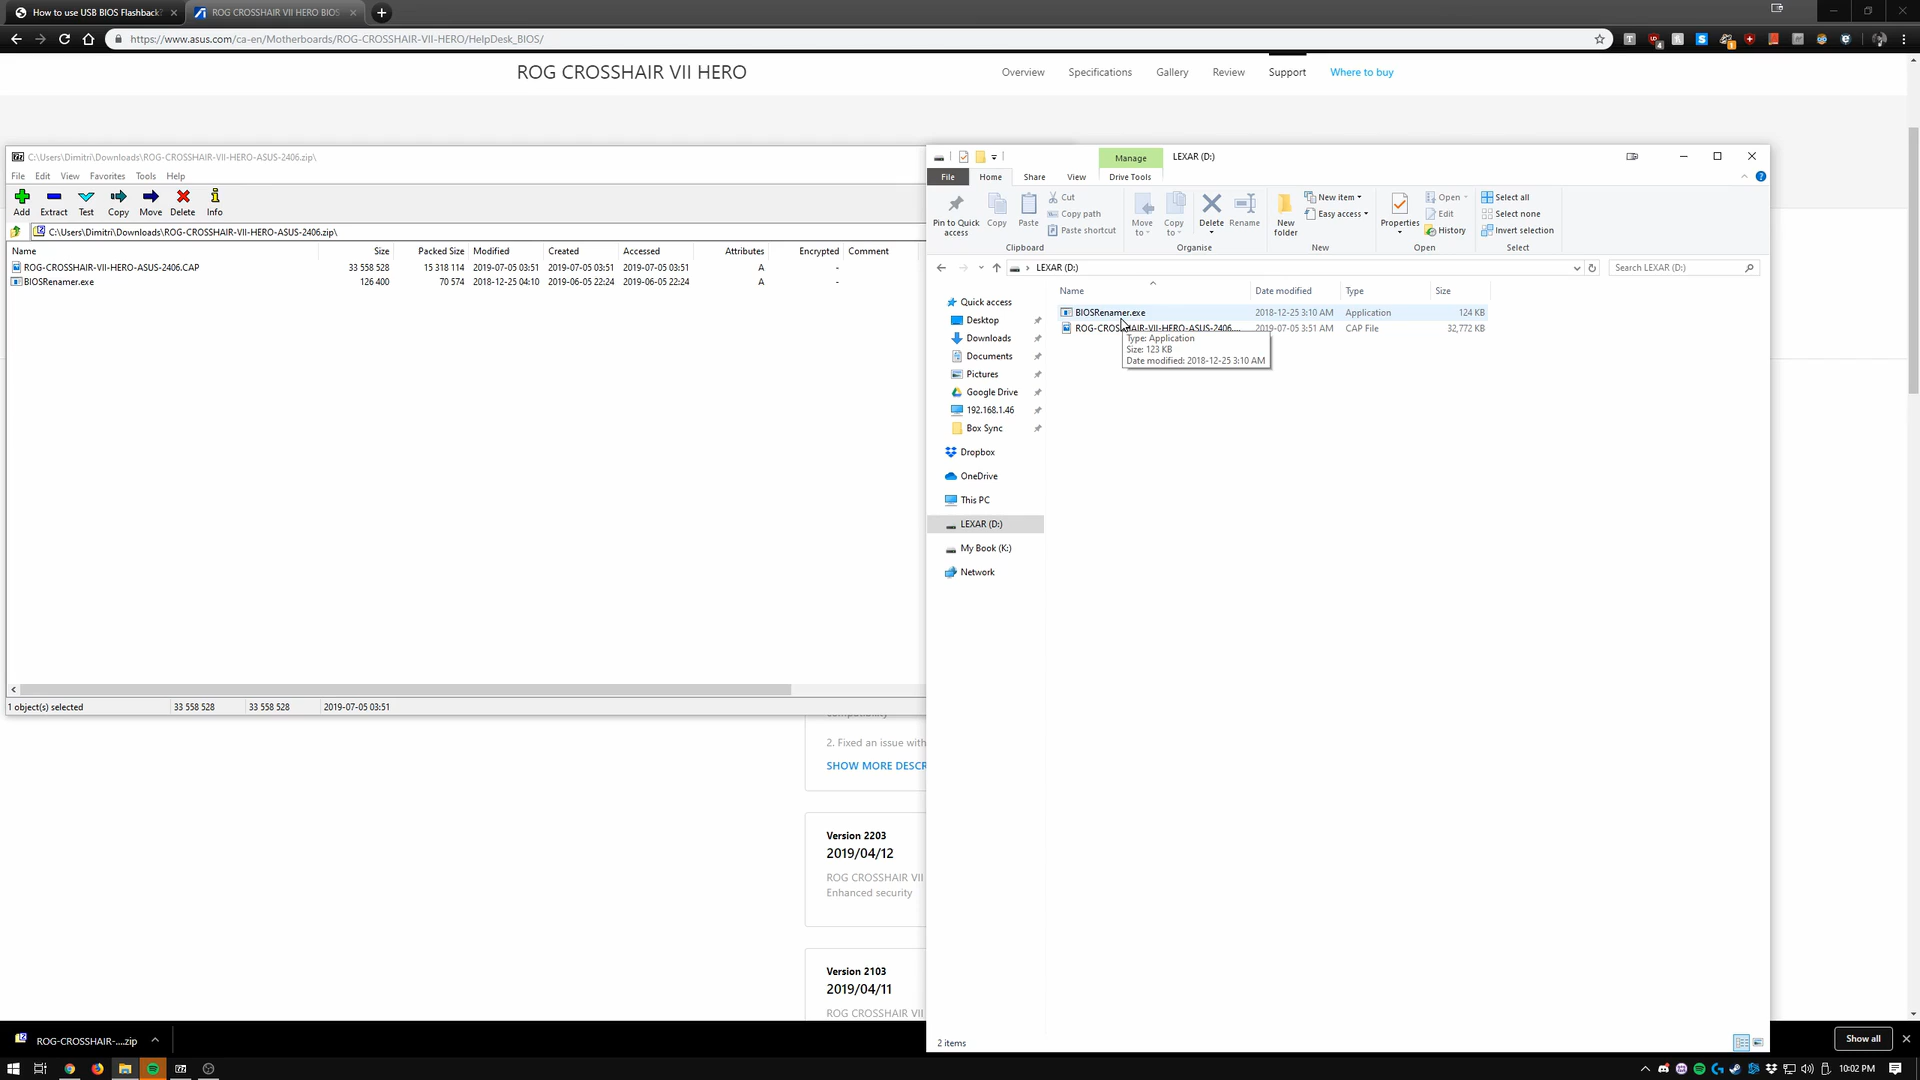 How to use USB BIOS Flashback?
ROG CROSSHAIR VII HERO BIOS
https://www.asus.com/ca-en/Motherboards/ROG-CROSSHAIR-VII-HERO/HelpDesk_BIOS/
ROG CROSSHAIR VII HERO
Overview Specifications Gallery Review Support Where to buy
C:\Users\Dimitri\Downloads\ROG-CROSSHAIR-VII-HERO-ASUS-2406.zip\
File Edit View Favorites Tools Help
Add Extract Test Copy Move Delete Info
C:\Users\Dimitri\Downloads\ROG-CROSSHAIR-VII-HERO-ASUS-2406.zip\
Name Size Packed Size Modified Created Accessed Attributes Encrypted Comment
ROG-CROSSHAIR-VII-HERO-ASUS-2406.CAP 33 558 528 15 318 114 2019-07-05 03:51 2019-07-05 03:51 2019-07-05 03:51 A -
BIOSRenamer.exe 126 400 70 574 2018-12-25 04:10 2019-06-05 22:24 2019-06-05 22:24 A -
1 object(s) selected 33 558 528 33 558 528 2019-07-05 03:51
Manage LEXAR (D:)
File Home Share View Drive Tools
Pin to Quick access
Copy
Paste
Cut
Copy path
Paste shortcut
Clipboard
Move to
Copy to
Delete
Rename
Organise
New folder
New item
Easy access
New
Properties
Open
Edit
History
Open
Select all
Select none
Invert selection
Select
LEXAR (D:)
Search LEXAR (D:)
Name Date modified Type Size
BIOSRenamer.exe 2018-12-25 3:10 AM Application 124 KB
ROG-CROSSHAIR-VII-HERO-ASUS-2406.... 2019-07-05 3:51 AM CAP File 32,772 KB
Type: Application
Size: 123 KB
Date modified: 2018-12-25 3:10 AM
Quick access
Desktop
Downloads
Documents
Pictures
Google Drive
192.168.1.46
Box Sync
Dropbox
OneDrive
This PC
LEXAR (D:)
My Book (K:)
Network
2 items
2. Fixed an issue with
SHOW MORE DESCR
Version 2203
2019/04/12
ROG CROSSHAIR VII
Enhanced security
Version 2103
2019/04/11
ROG CROSSHAIR VII
ROG-CROSSHAIR-....zip
Show all
10:02 PM